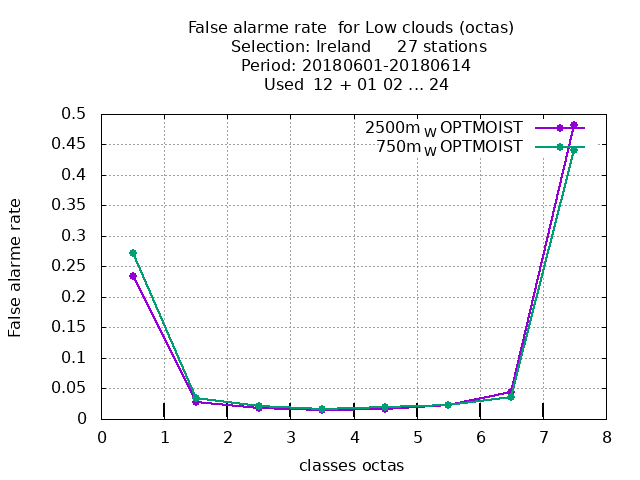 False alarme rate  for Low clouds (octas)
Selection: Ireland     27 stations
Period: 20180601-20180614
Used  12 + 01 02 ... 24
0.5
0.45
0.4
0.35
0.3
0.25
0.2
0.15
0.1
0.05
0
False alarme rate
2500m W OPTMOIST
750m W OPTMOIST
0 1 2 3 4 5 6 7 8
classes octas